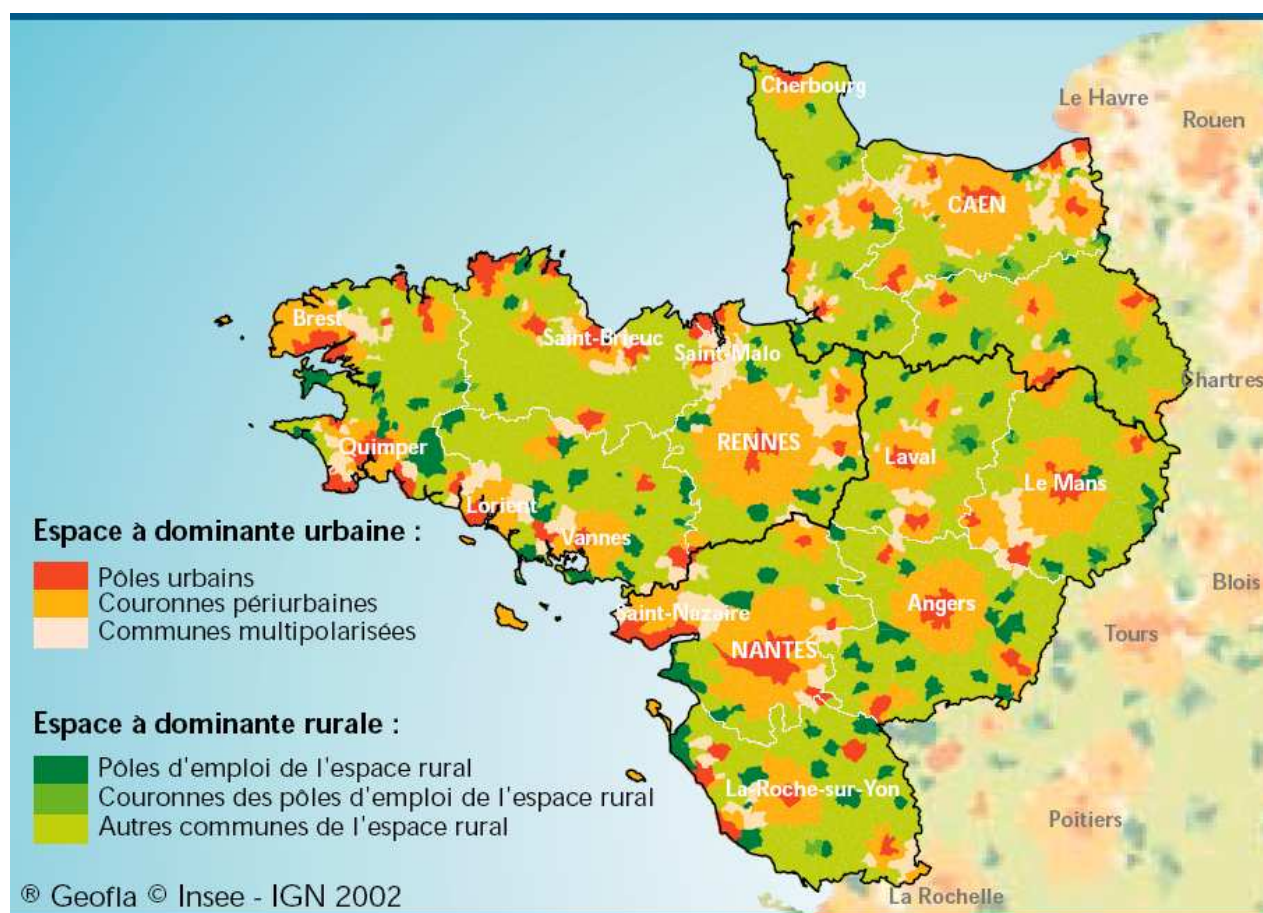 Cherbourg
Le Havre
Rouen
CAEN
Brest
Saint-Brieuc
Saint-Malo
Chartres
Quimper
RENNES
Laval
Le Mans
Lorient
Vannes
Espace à dominante urbaine :
Pôles urbains
Couronnes périurbaines
Communes multipolarisées
Blois
Angers
Saint-Nazaire
Tours
NANTES
Espace à dominante rurale :
Pôles d'emploi de l'espace rural
Couronnes des pôles d'emploi de l'espace rural
Autres communes de l'espace rural
La-Roche-sur-Yon
Poitiers
® Geofla © Insee - IGN 2002
La Rochelle